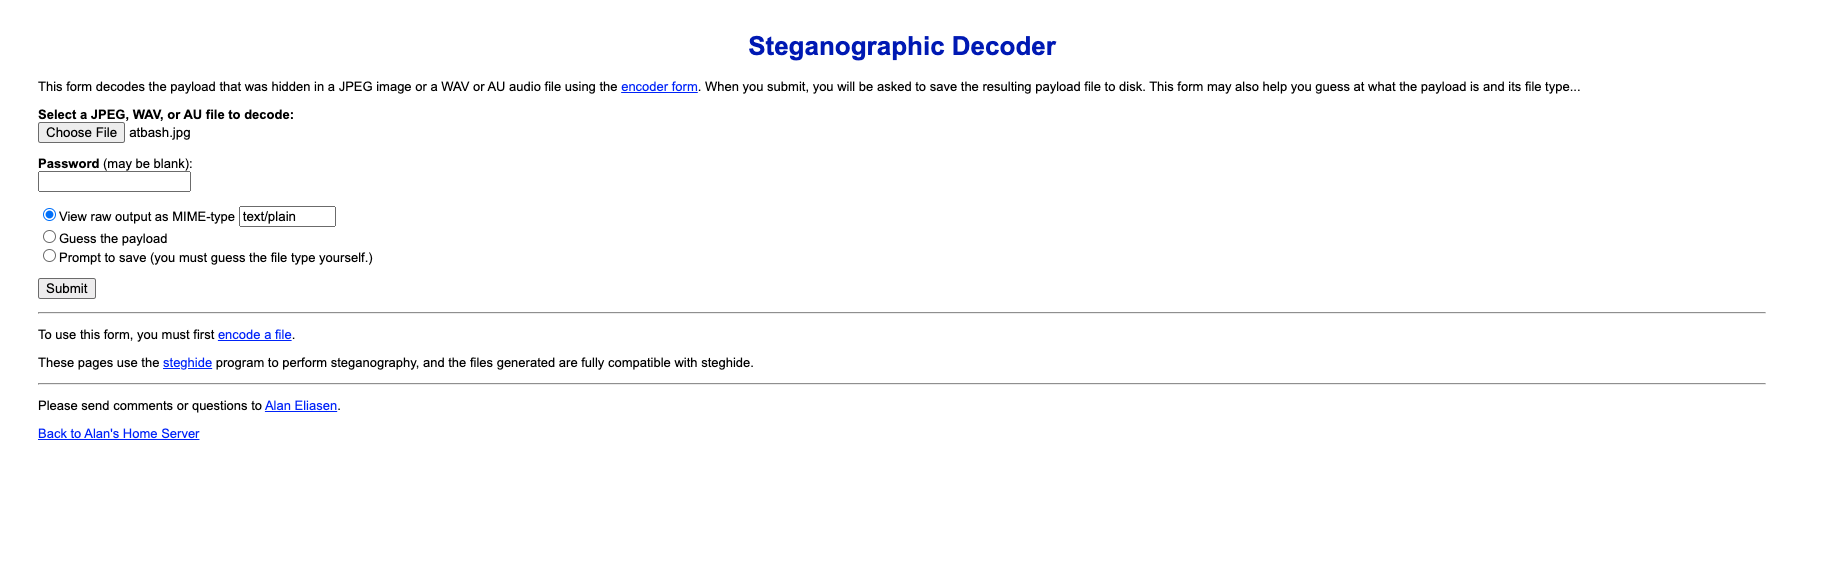 Steganographic Decoder
This form decodes the payload that was hidden in a JPEG image or a WAV or AU audio file using the encoder form. When you submit, you will be asked to save the resulting payload file to disk. This form may also help you guess at what the payload is and its file type...
Select a JPEG, WAV, or AU file to decode:
Choose File atbash.jpg
Password (may be blank):
View raw output as MIME-type text/plain
Guess the payload
Prompt to save (you must guess the file type yourself.)
Submit
To use this form, you must first encode a file.
These pages use the steghide program to perform steganography, and the files generated are fully compatible with steghide.
Please send comments or questions to Alan Eliasen.
Back to Alan's Home Server